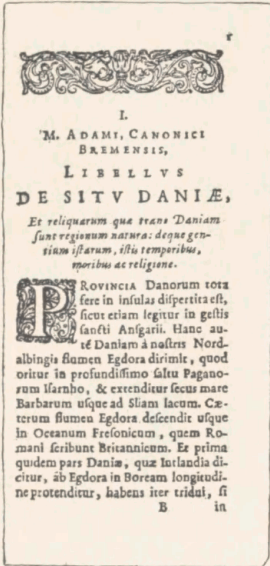 1
I.
M. ADAMI, CANONICI
BREMENSIS,
LIBELLVS
DE SITV DANIÆ,
Et reliquarum quæ trans Daniam
sunt regionum natura: deque gen-
tium istarum, istis temporibus,
moribus ac religione.
PROVINCIA Danorum tota
fere in insulas dispertita est,
sicut etiam legitur in gestis
sancti Ansgarii. Hanc au-
tē Daniam à nostris Nord-
albingis flumen Egdora dirimit, quod
oritur in profundissimo saltu Pagano-
rum Isarnho, & extenditur secus mare
Barbarum usque ad Sliam lacum. Cæ-
terum flumen Egdora descendit usque
in Oceanum Fresonicum, quem Ro-
mani scribunt Britannicum. Et prima
quidem pars Daniæ, quæ Iutlandia di-
citur, ab Egdora in Boream longitudi-
ne protenditur, habens iter tridui, si
B in